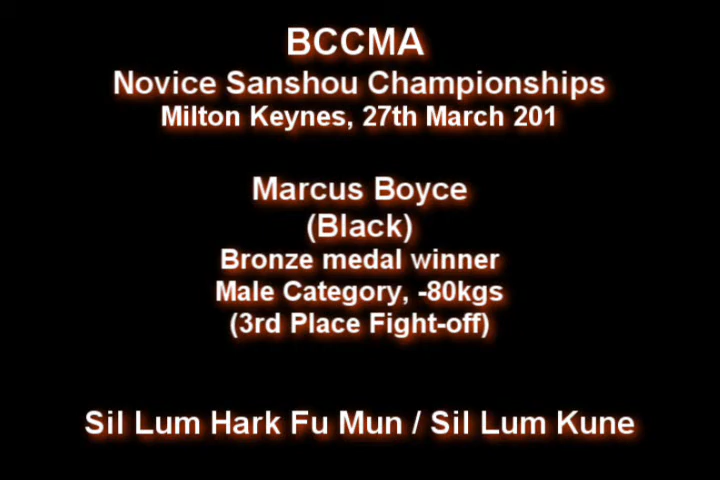 BCCMA
Novice Sanshou Championships
Milton Keynes, 27th March 201
Marcus Boyce
(Black)
Bronze medal winner
Male Category, -80kgs
(3rd Place Fight-off)
Sil Lum Hark Fu Mun / Sil Lum Kune